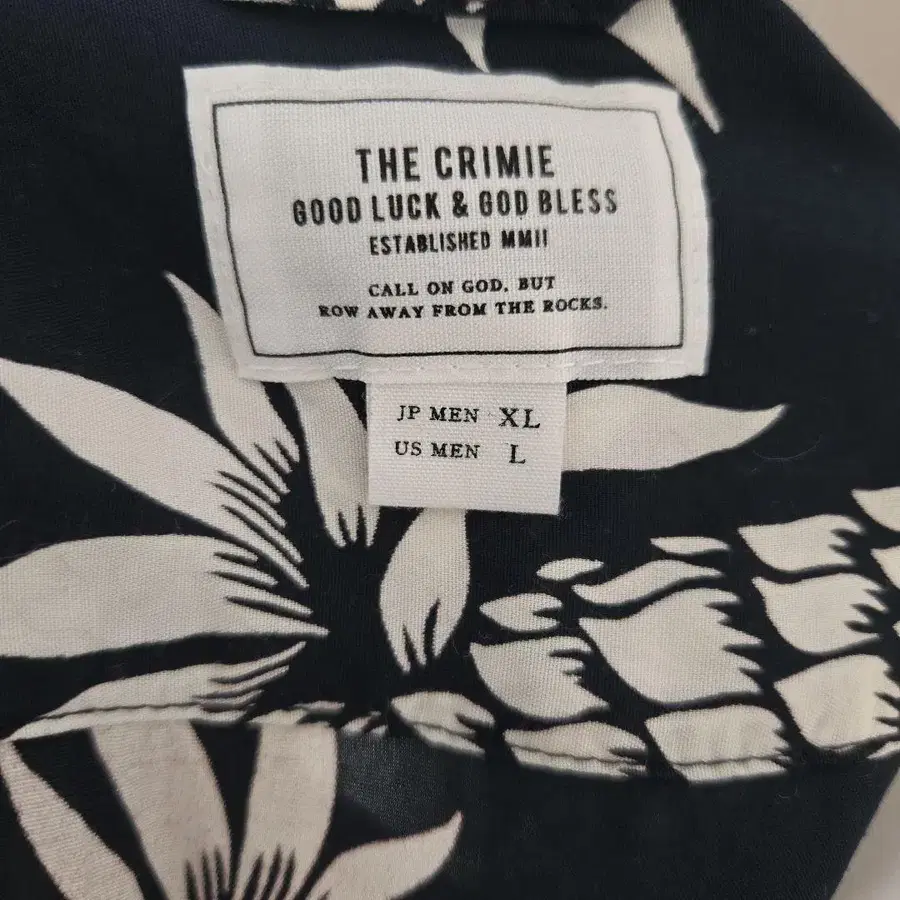 THE CRIMIE
GOOD LUCK & GOD BLESS
ESTABLISHED MMII
CALL ON GOD, BUT
ROW AWAY FROM THE ROCKS.
JP MEN XL
US MEN L